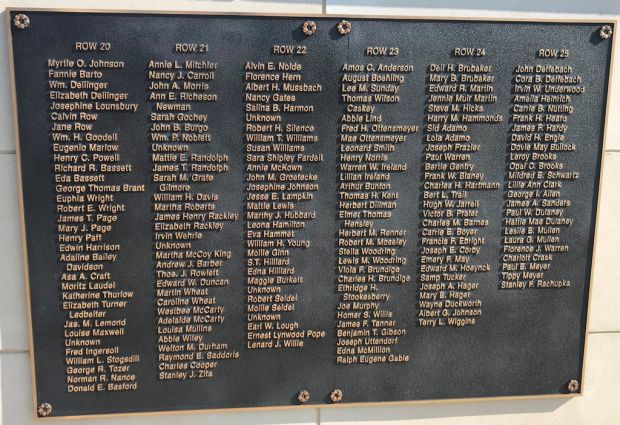 ROW 20
Myrtle O. Johnson
Fannie Barto
Wm. Dellinger
Elizabeth Dellinger
Josephine Lounsbury
Calvin Row
Jane Row
Wm. H. Goodell
Eugenio Marlow
Henry C. Powell
Richard R. Bassett
Eda Bassett
George Thomas Brant
Euphia Wright
Robert E. Wright
James T. Page
Mary J. Page
Henry Paff
Edwin Harrison
Adaline Bailey
Davidson
Asa A. Craft
Moritz Laudel
Katherine Thurlow
Elizabeth Turner
Ledbetter
Jas. M. Lemond
Louise Maxwell
Unknown
Fred Ingersoll
William L. Stogsdill
George R. Tozer
Norman R. Nance
Donald E. Basford
ROW 21
Annie L. Mitchler
Nancy J. Carroll
John A. Morris
Ann E. Richeson
Newman
Sarah Gochey
John B. Burgo
Wm. P. Noblett
Unknown
Mattie E. Randolph
James T. Randolph
Sarah M. Grate
Gilmore
William H. Davis
Martha Roberts
James Henry Rackley
Elizabeth Rackley
Irvin Wehrle
Unknown
Martha McCoy King
Andrew J. Barber
Thos. J. Rowlett
Edward W. Duncan
Martin Wheat
Caroline Wheat
Weslbee McCarty
Adelaide McCarty
Louisa Mullins
Abbie Wiley
Welton M. Durham
Raymond E. Saddoris
Charles Cooper
Stanley J. Zita
ROW 22
Alvin E. Nolde
Florence Hern
Albert H. Mussbach
Nancy Gates
Salina B. Harmon
Unknown
Robert H. Silence
William T. Williams
Susan Williams
Sara Shipley Fardell
Annie McKown
John M. Groetecke
Josephine Johnson
Jesse E. Lampkin
Mattie Lewis
Marthy J. Hubbard
Leona Hamilton
Eva Hammet
William H. Young
Mollie Ginn
S.T. Hilliard
Edna Hilliard
Maggie Burkett
Unknown
Robert Seidel
Mollie Seidel
Unknown
Earl W. Lough
Ernest Lynwood Pope
Lenard J. Willie
ROW 23
Amos C. Anderson
August Boehling
Lee M. Sunday
Thomas Wilson
Caskey
Abbie Lind
Fred H. Ottensmeyer
Mae Ottensmeyer
Leonard Smith
Henry Norris
Warren W. Ireland
Lillian Ireland
Arthur Bunton
Thomas H. Kent
Herbert Dillman
Elmer Thomas
Hensley
Herbert M. Renner
Robert M. Moseley
Stella Woodring
Lewis M. Woodring
Viola F. Brundige
Charles H. Brundige
Ethridge H.
Stookesberry
Joe Murphy
Homer S. Willis
James F. Tanner
Benjamin T. Gibson
Joseph Uttendorf
Edna McMillion
Ralph Eugene Gable
ROW 24
Dell H. Brubaker
Mary B. Brubaker
Edward R. Martin
Jennie Muir Martin
Steve M. Hicks
Harry M. Hammonds
Sid Adamo
Lola Adamo
Joseph Frazier
Paul Warren
Bertie Gentry
Frank W. Blaney
Charles H. Hartmann
Bert L. Trail
Hugh W. Jarrell
Victor B. Prater
Charles M. Barnes
Carrie B. Boyer
Francis P. Ebright
Joseph E. Corby
Emery F. May
Edward M. Hoeynck
Samp Tucker
Joseph A. Hager
Mary E. Hager
Wayne Duckworth
Albert G. Johnson
Terry L. Wiggins
ROW 25
John Deffebach
Cora B. Deffebach
Irvin W. Underwood
Amelia Heinrich
Carrie B. Nutting
Frank H. Heard
James F. Hardy
David H. Engle
Dovie May Bullock
Leroy Brooks
Opal C. Brooks
Mildred E. Schwartz
Lillie Ann Clark
George I. Allen
James A. Sanders
Paul W. Dulaney
Hattie Mae Dulaney
Leslie B. Mullen
Laura G. Mullen
Florence J. Warren
Charlott Crask
Paul E. Meyer
Tippy Meyer
Stanley F. Rachupka